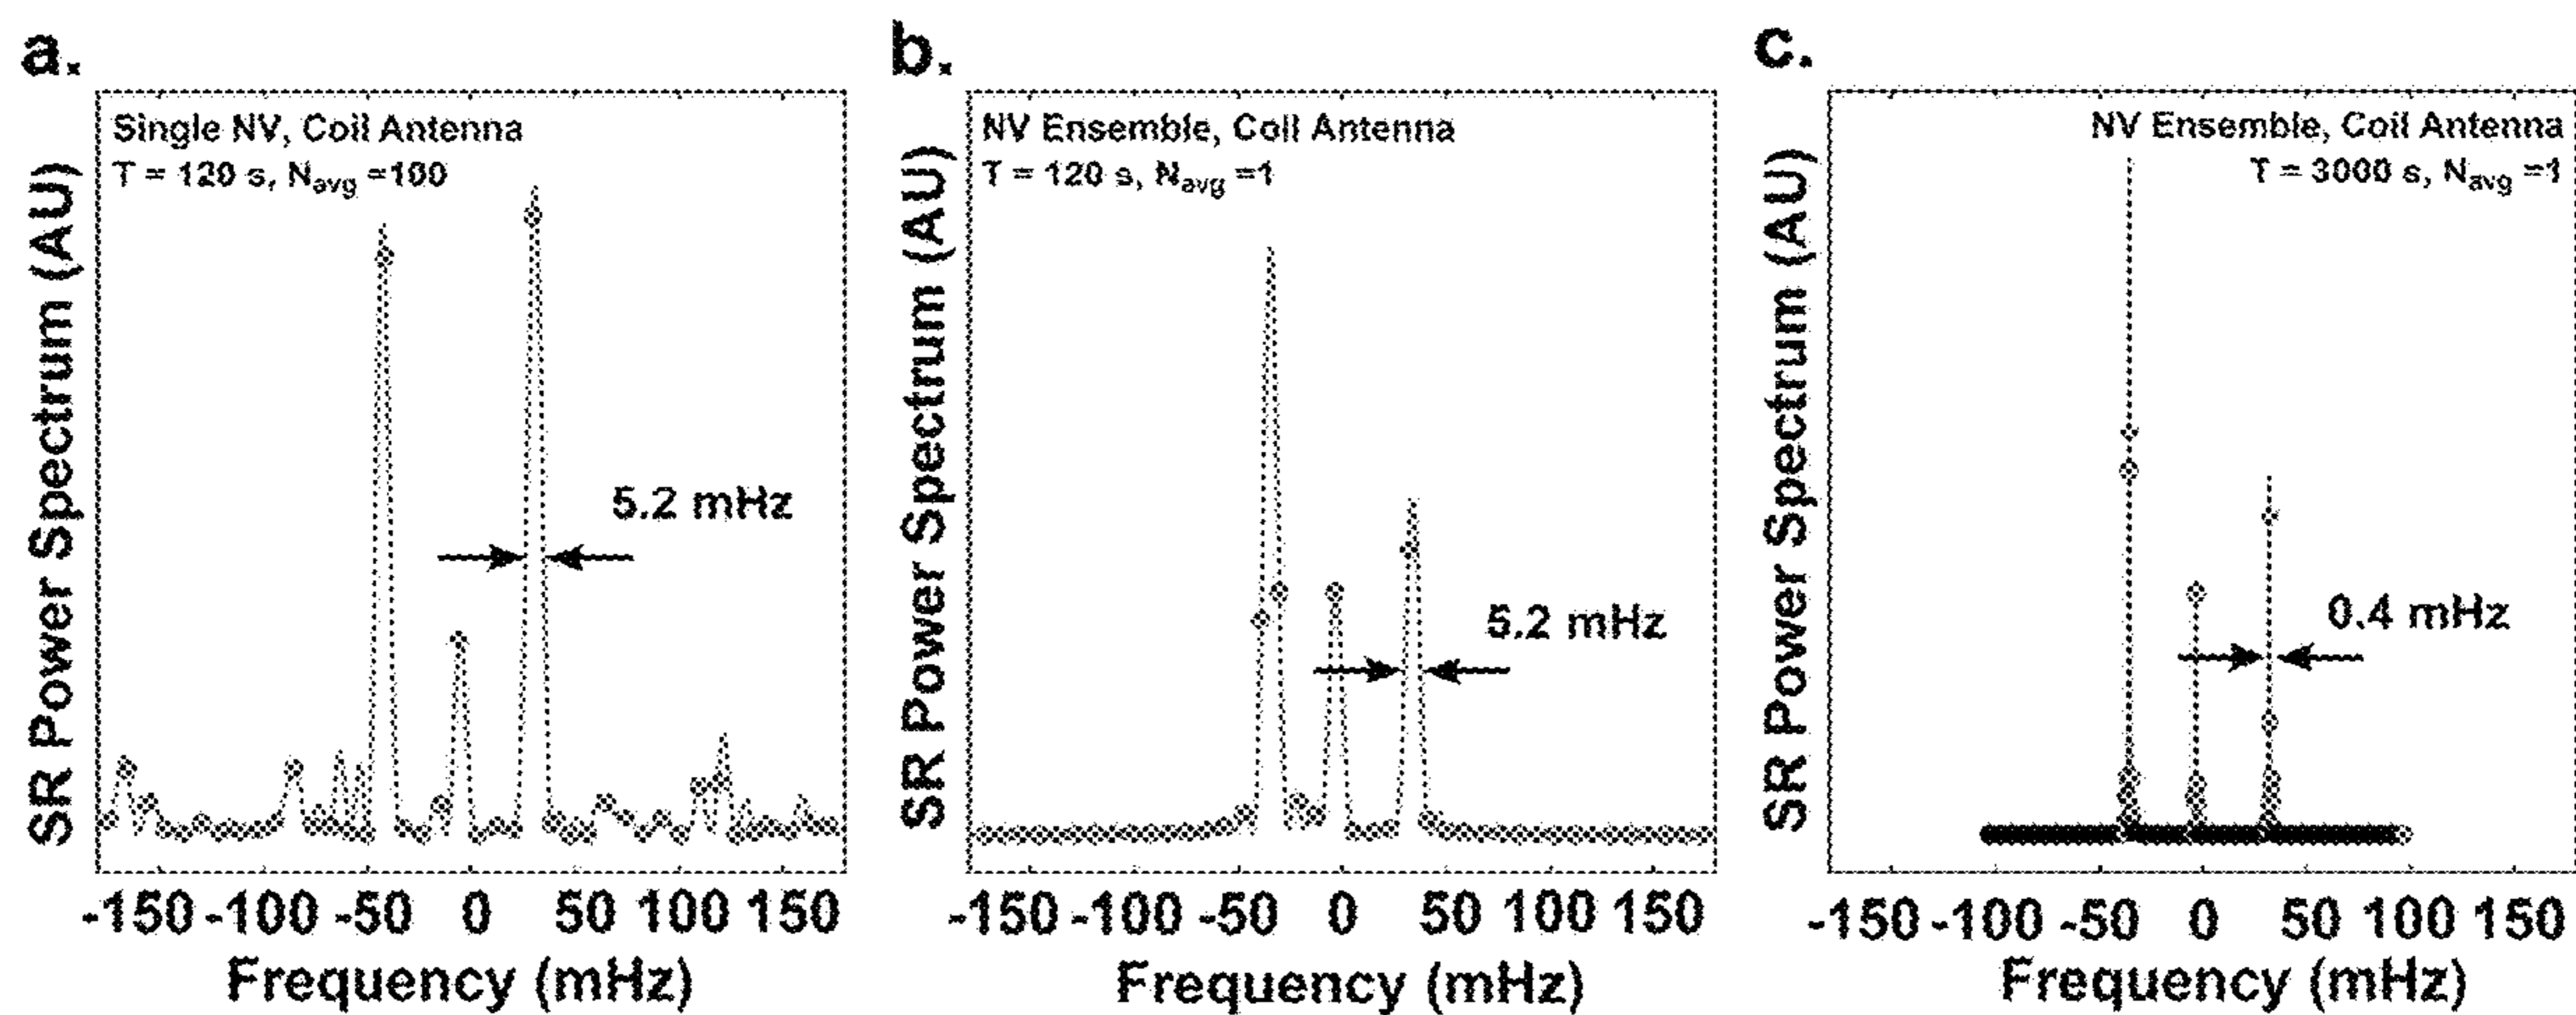 a.
SR Power Spectrum (AU)
Single NV, Coil Antenna
T = 120 s, Navg =100
5.2 mHz
-150 -100 -50 0 50 100 150
Frequency (mHz)
b.
SR Power Spectrum (AU)
NV Ensemble, Coil Antenna
T = 120 s, Navg =1
5.2 mHz
-150 -100 -50 0 50 100 150
Frequency (mHz)
c.
SR Power Spectrum (AU)
NV Ensemble, Coil Antenna
T = 3000 s, Navg =1
0.4 mHz
-150 -100 -50 0 50 100 150
Frequency (mHz)